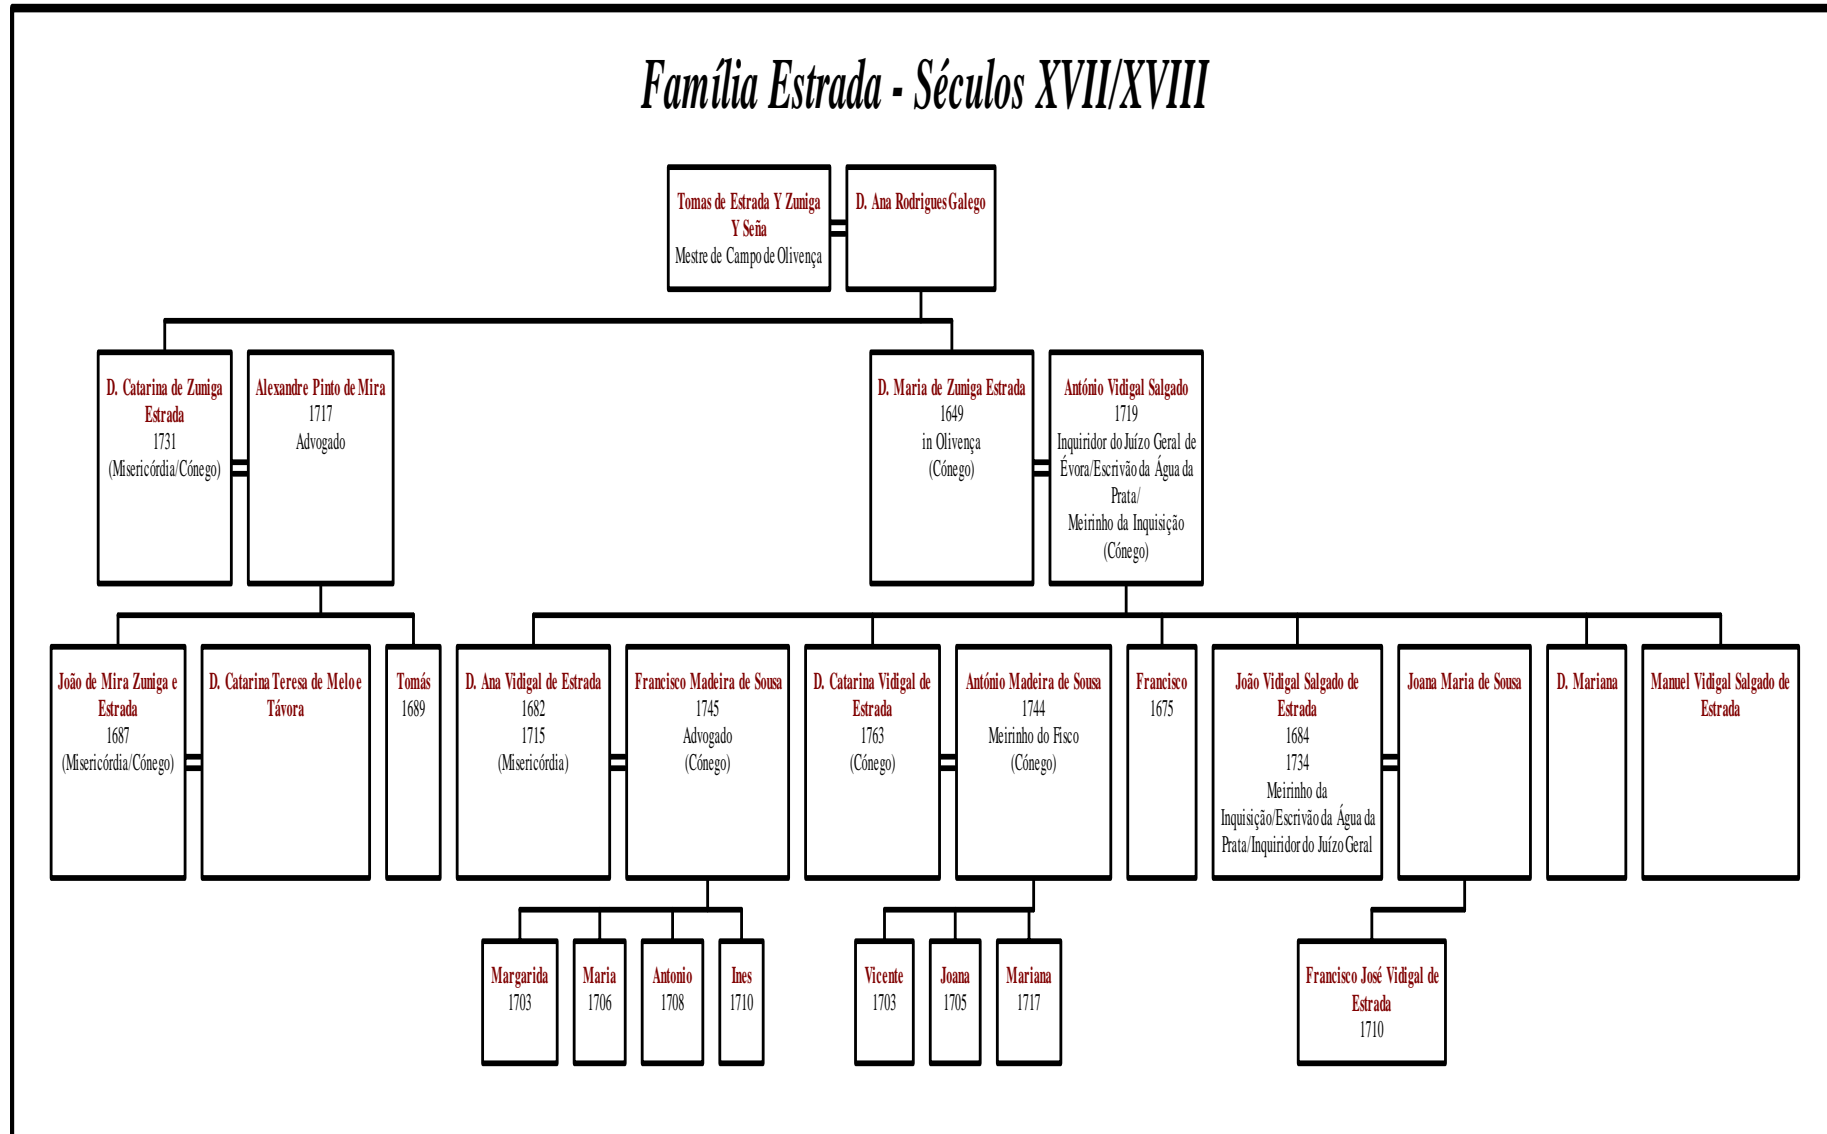 Família Estrada - Séculos XVII/XVIII
Tomas de Estrada Y Zuniga
Y Seña
Mestre de Campo de Olivença
D. Ana Rodrigues Galego
D. Catarina de Zuniga
Estrada
1731
(Misericórdia/Cónego)
Alexandre Pinto de Mira
1717
Advogado
D. Maria de Zuniga Estrada
1649
in Olivença
(Cónego)
António Vidigal Salgado
1719
Inquiridor do Juízo Geral de
Évora/Escrivão da Água da
Prata/
Meirinho da Inquisição
(Cónego)
João de Mira Zuniga e
Estrada
1687
(Misericórdia/Cónego)
D. Catarina Teresa de Melo e
Távora
Tomás
1689
D. Ana Vidigal de Estrada
1682
1715
(Misericórdia)
Francisco Madeira de Sousa
1745
Advogado
(Cónego)
D. Catarina Vidigal de
Estrada
1763
(Cónego)
António Madeira de Sousa
1744
Meirinho do Fisco
(Cónego)
Francisco
1675
João Vidigal Salgado de
Estrada
1684
1734
Meirinho da
Inquisição/Escrivão da Água da
Prata/Inquiridor do Juízo Geral
Joana Maria de Sousa
D. Mariana
Manuel Vidigal Salgado de
Estrada
Margarida
1703
Maria
1706
Antonio
1708
Ines
1710
Vicente
1703
Joana
1705
Mariana
1717
Francisco José Vidigal de
Estrada
1710